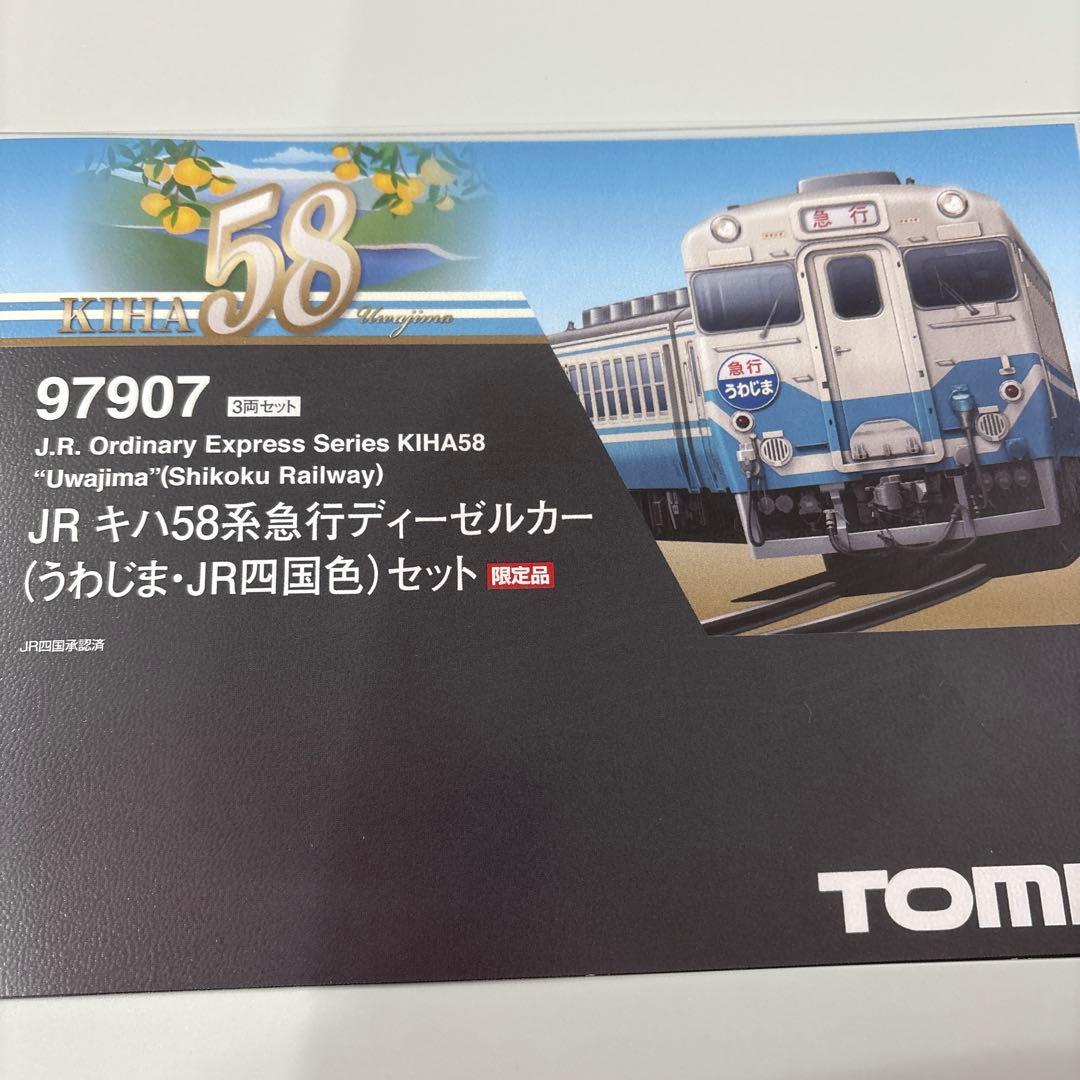 KIHA 58 Uwajima
急行
急行
うわじま
97907 3両セット
J.R. Ordinary Express Series KIHA58
“Uwajima”(Shikoku Railway)
JR キハ58系急行ディーゼルカー
(うわじま・JR四国色)セット 限定品
JR四国承認済
TOMI